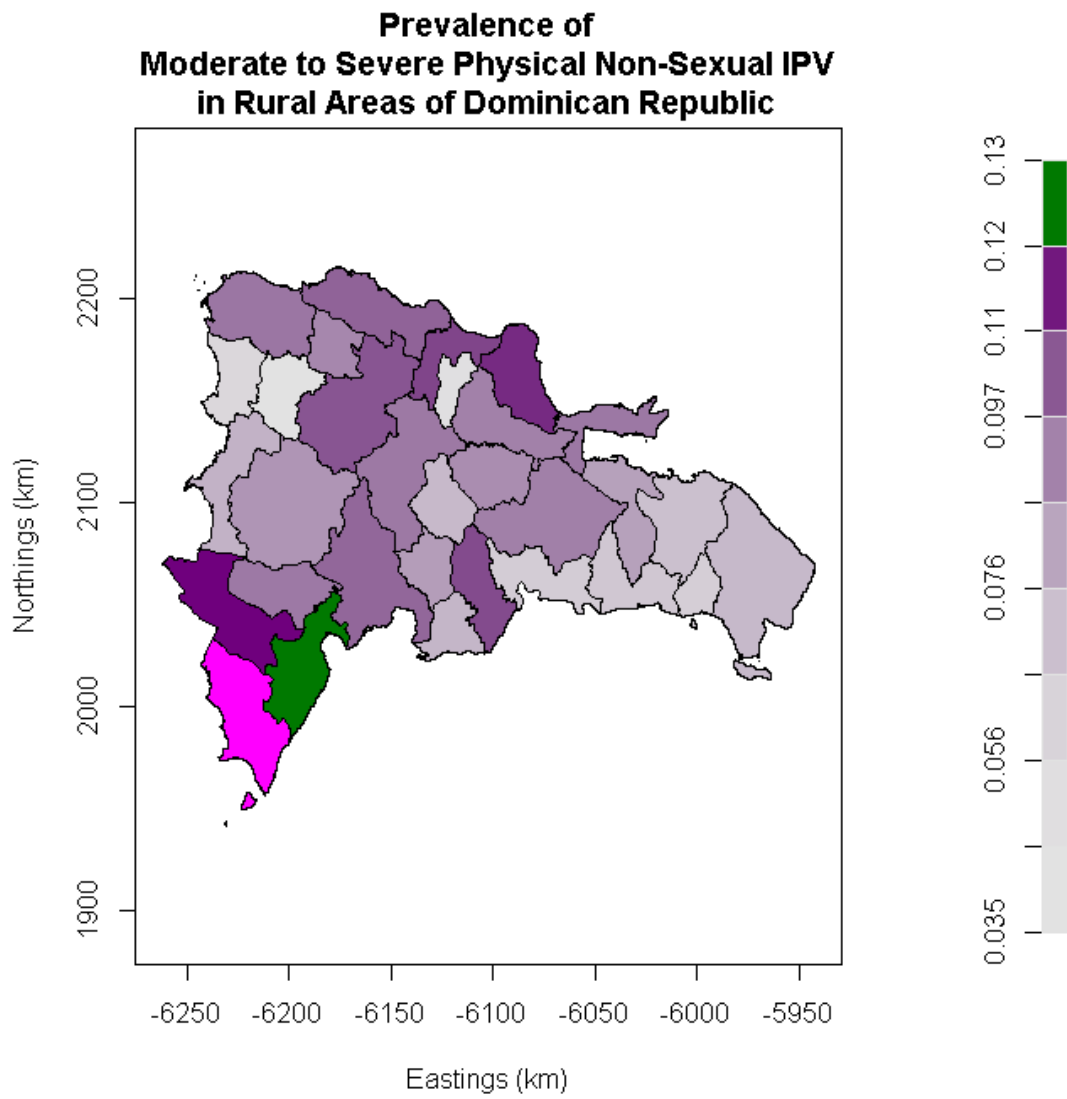 Prevalence of
Moderate to Severe Physical Non-Sexual IPV
in Rural Areas of Dominican Republic
Northings (km)
2200
2100
2000
1900
-6250 -6200 -6150 -6100 -6050 -6000 -5950
Eastings (km)
0.13
0.12
0.11
0.097
0.076
0.056
0.035